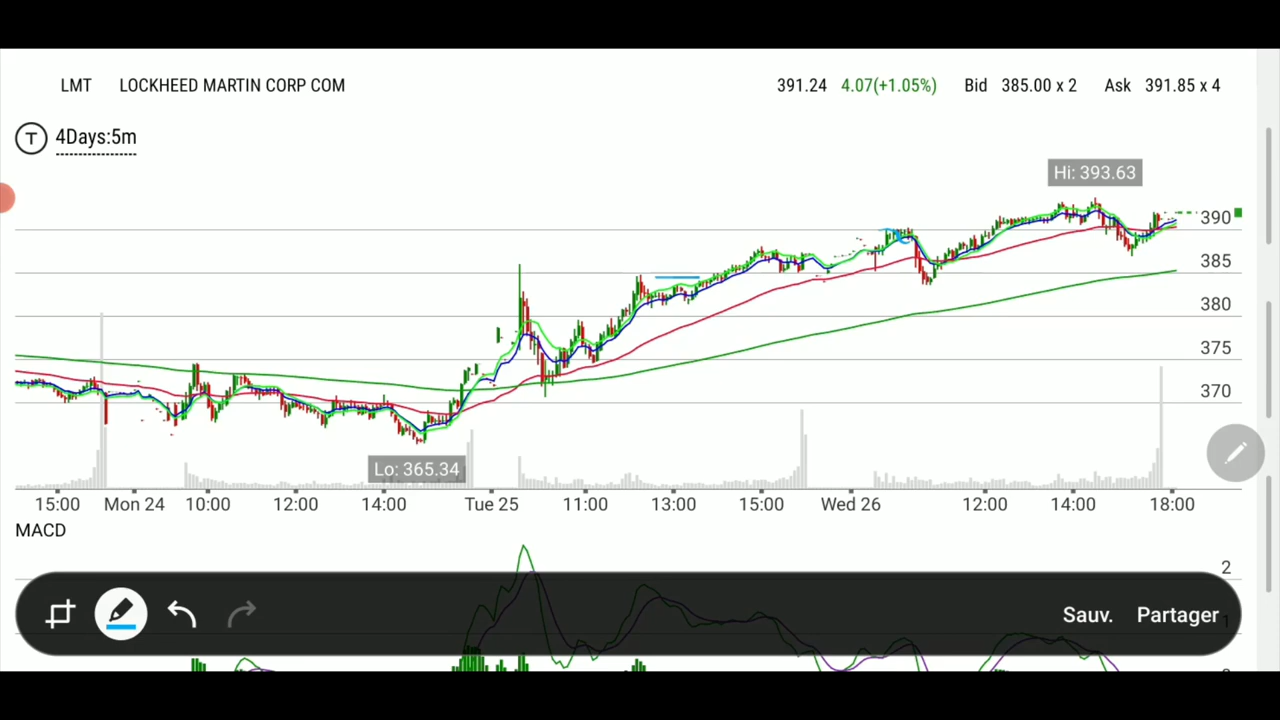 LMT LOCKHEED MARTIN CORP COM 391.24 4.07(+1.05%) Bid 385.00 x 2 Ask 391.85 x 4
T 4Days:5m
Hi: 393.63
390
385
380
375
370
Lo: 365.34
15:00 Mon 24 10:00 12:00 14:00 Tue 25 11:00 13:00 15:00 Wed 26 12:00 14:00 18:00
MACD
2
Sauv. Partager 1